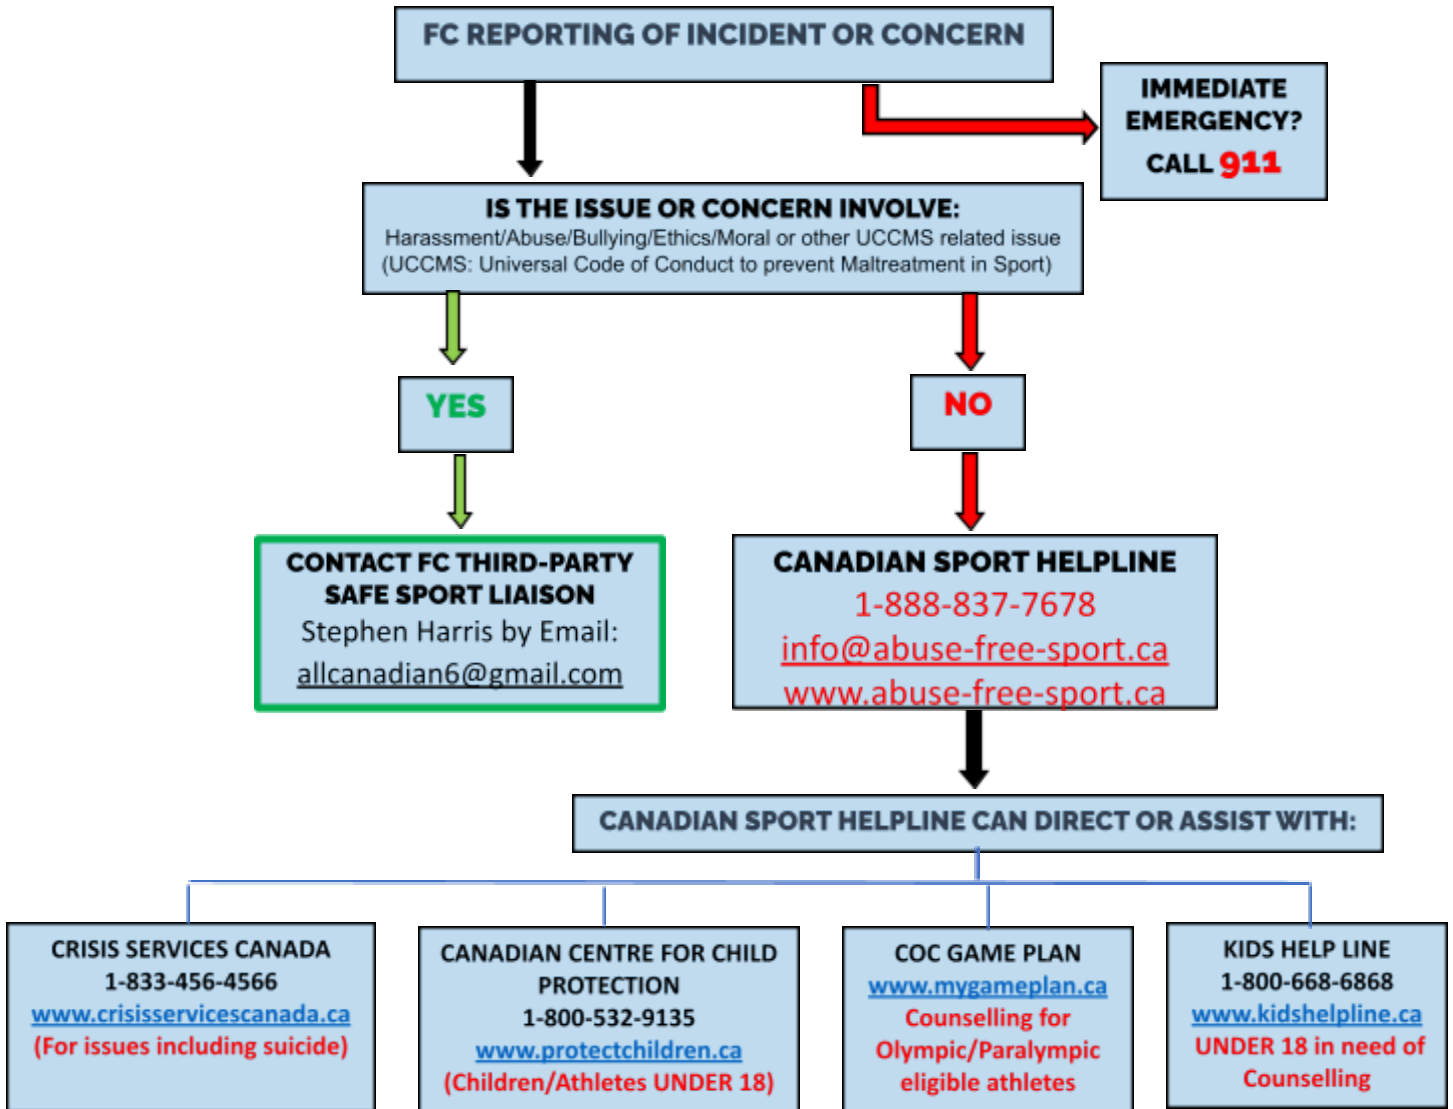 FC REPORTING OF INCIDENT OR CONCERN
IMMEDIATE
EMERGENCY?
CALL 911
IS THE ISSUE OR CONCERN INVOLVE:
Harassment/Abuse/Bullying/Ethics/Moral or other UCCMS related issue
(UCCMS: Universal Code of Conduct to prevent Maltreatment in Sport)
YES
NO
CONTACT FC THIRD-PARTY
SAFE SPORT LIAISON
Stephen Harris by Email:
allcanadian6@gmail.com
CANADIAN SPORT HELPLINE
1-888-837-7678
info@abuse-free-sport.ca
www.abuse-free-sport.ca
CANADIAN SPORT HELPLINE CAN DIRECT OR ASSIST WITH:
CRISIS SERVICES CANADA
1-833-456-4566
www.crisisservicescanada.ca
(For issues including suicide)
CANADIAN CENTRE FOR CHILD
PROTECTION
1-800-532-9135
www.protectchildren.ca
(Children/Athletes UNDER 18)
COC GAME PLAN
www.mygameplan.ca
Counselling for
Olympic/Paralympic
eligible athletes
KIDS HELP LINE
1-800-668-6868
www.kidshelpline.ca
UNDER 18 in need of
Counselling